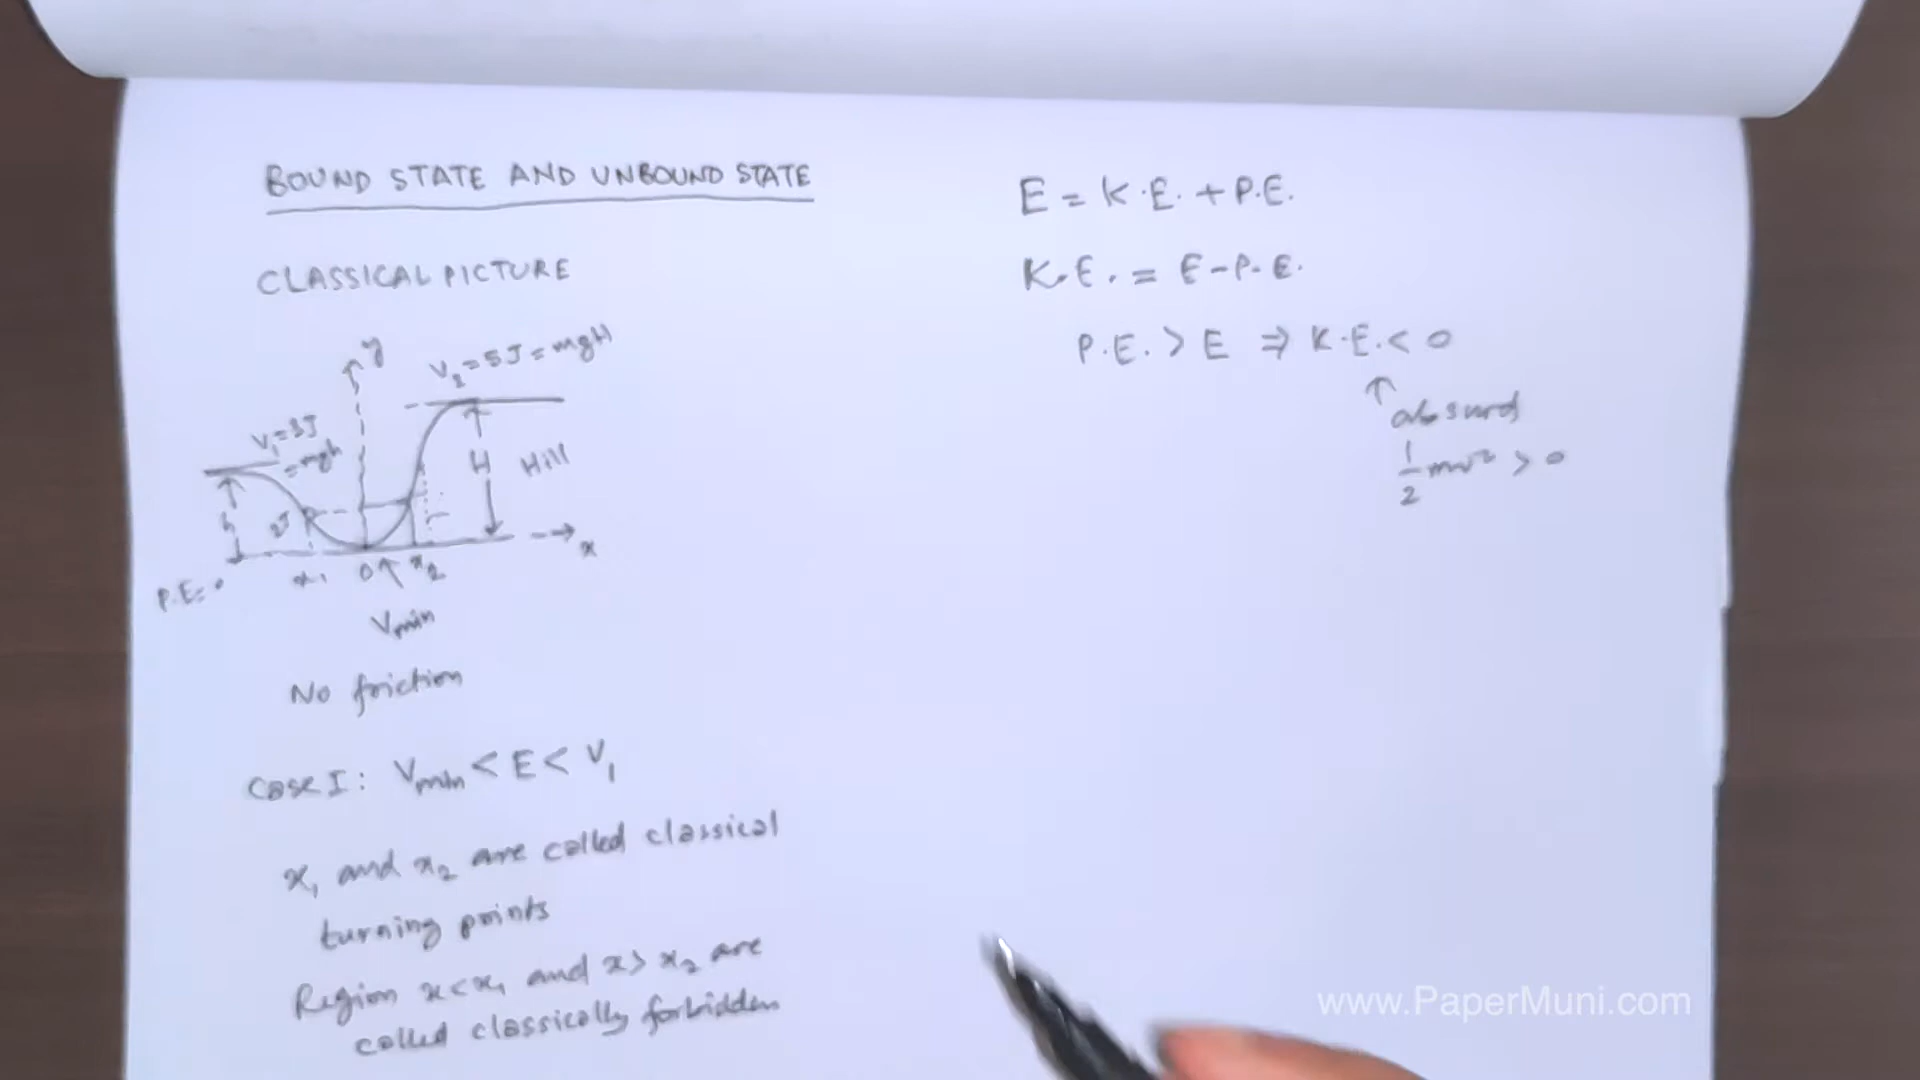 BOUND STATE AND UNBOUND STATE
CLASSICAL PICTURE
y
V₂ = 5J = mgH
V₁ = 3J
= mgh
H Hill
h
2J
x
P.E. = 0
x₁ 0 x₂
Vmin
No friction
Case I: Vmin < E < V₁
x₁ and x₂ are called classical
turning points
Region x < x₁ and x > x₂ are
called classically forbidden
E = K.E. + P.E.
K.E. = E - P.E.
P.E. > E ⇒ K.E. < 0
absurd
½ mv² > 0
www.PaperMuni.com